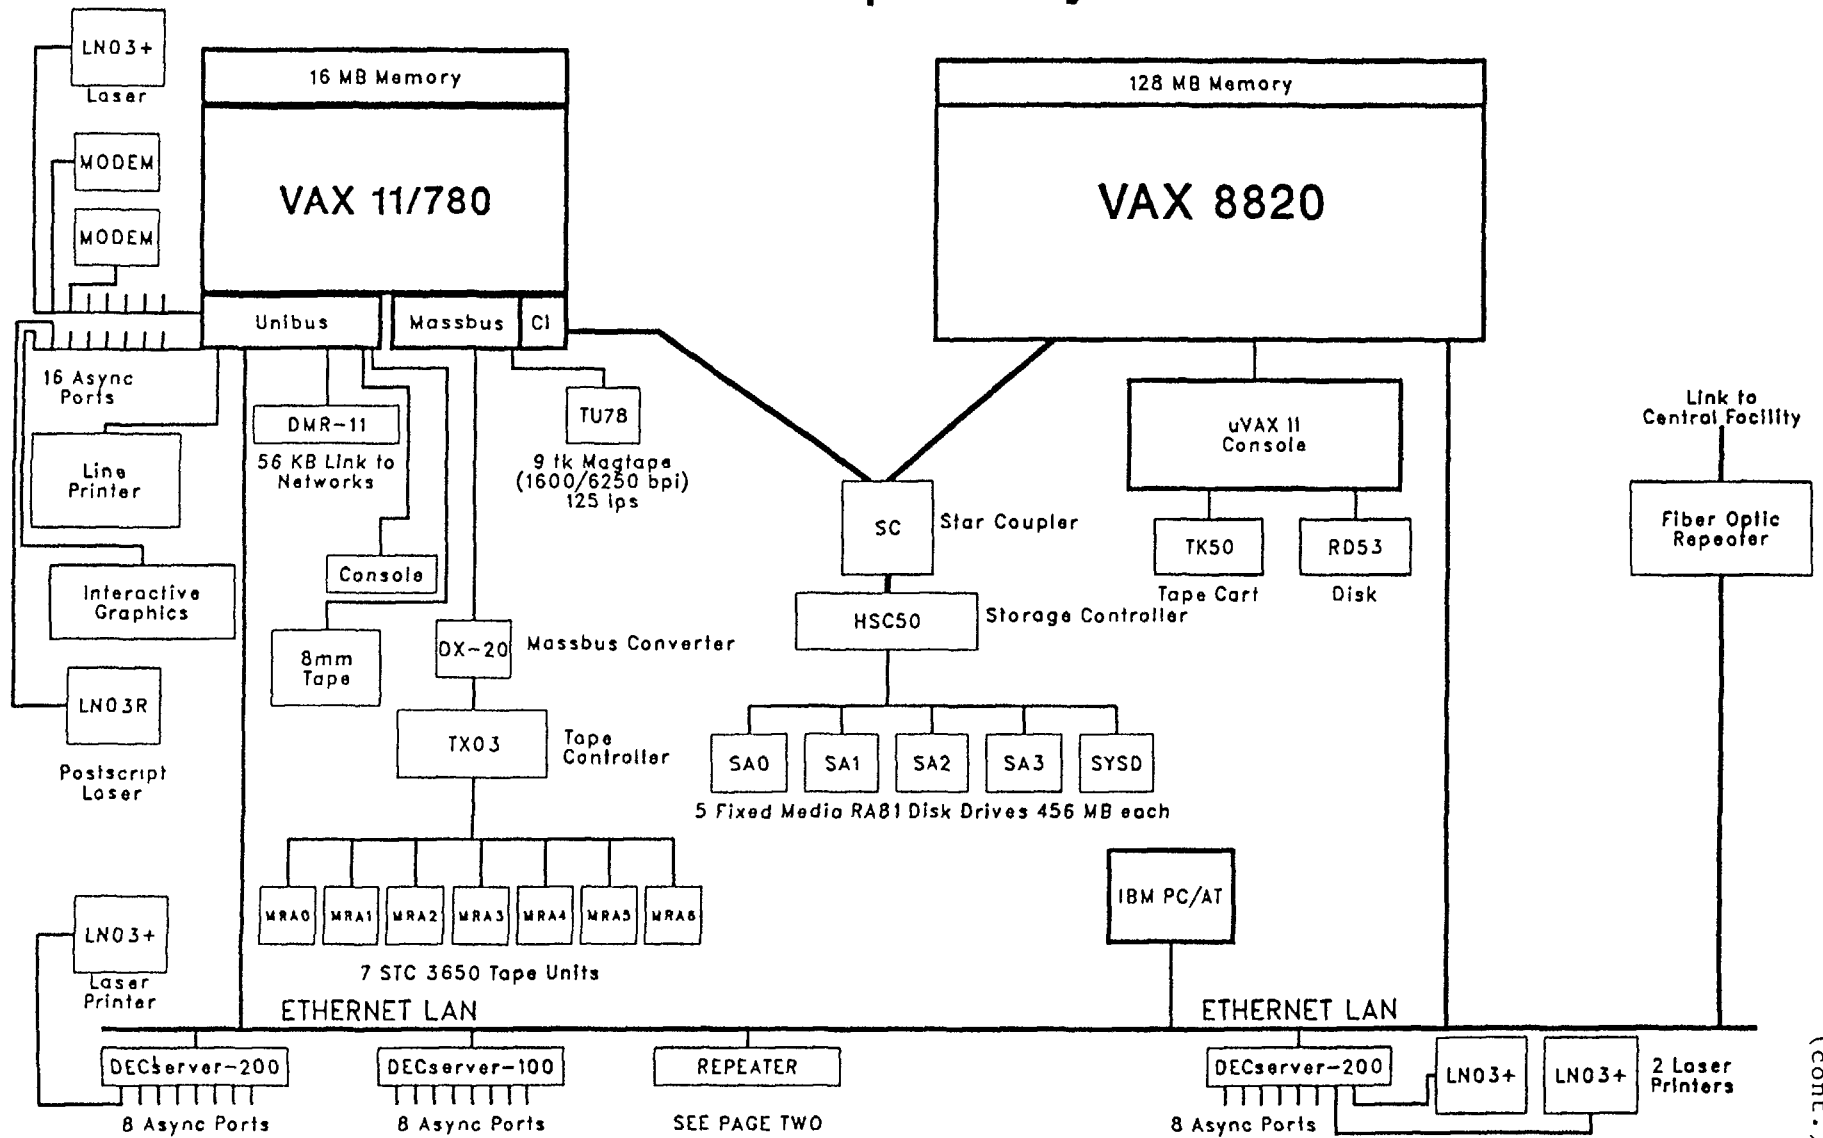 LN03+
Laser
MODEM
MODEM
16 MB Memory
VAX 11/780
Unibus
Massbus
CI
128 MB Memory
VAX 8820
16 Async
Ports
Line
Printer
Interactive
Graphics
LN03R
Postscript
Laser
DMR-11
56 KB Link to
Networks
Console
8mm
Tape
TU78
9 tk Magtape
(1600/6250 bpi)
125 ips
DX-20
Massbus Converter
TX03
Tape
Controller
MRA0
MRA1
MRA2
MRA3
MRA4
MRA5
MRA6
7 STC 3650 Tape Units
SC
Star Coupler
HSC50
Storage Controller
SA0
SA1
SA2
SA3
SYSD
5 Fixed Media RA81 Disk Drives 456 MB each
uVAX 11
Console
TK50
Tape Cart
RD53
Disk
Link to
Central Facility
Fiber Optic
Repeater
IBM PC/AT
LN03+
Laser
Printer
ETHERNET LAN
ETHERNET LAN
DECserver-200
8 Async Ports
DECserver-100
8 Async Ports
REPEATER
SEE PAGE TWO
DECserver-200
8 Async Ports
LN03+
LN03+
2 Laser
Printers
(cont.